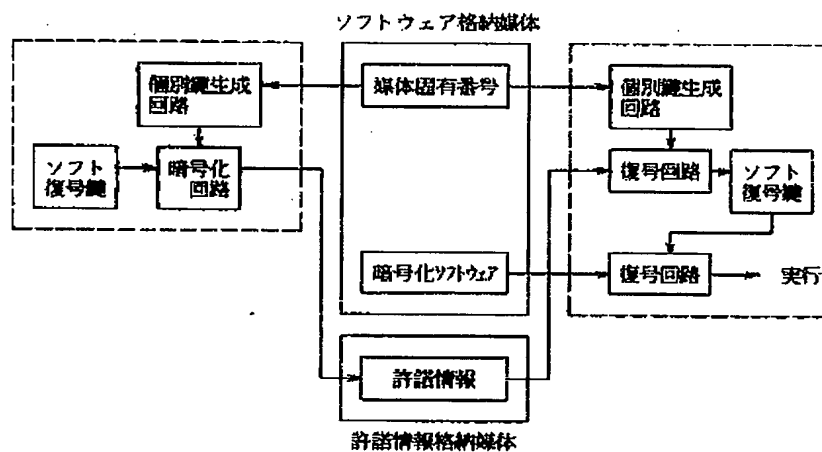 ソフトウェア格納媒体
個別鍵生成
回路
媒体固有番号
個別鍵生成
回路
ソフト
復号鍵
暗号化
回路
復号回路
ソフト
復号鍵
暗号化ソフトウェア
復号回路
実行
許諾情報
許諾情報格納媒体